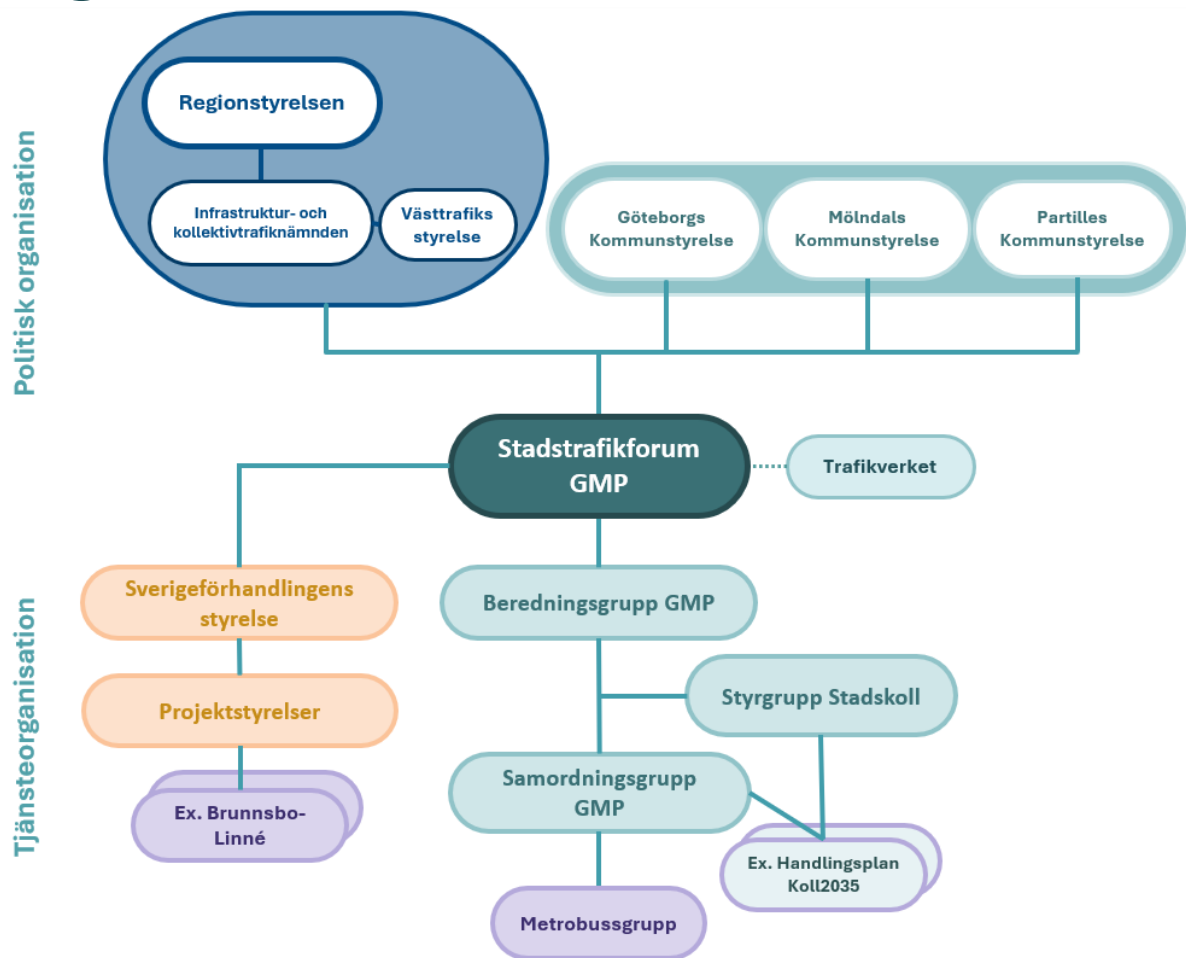 Politisk organisation
Regionstyrelsen
Infrastruktur- och
kollektivtrafiknämnden
Västtrafiks
styrelse
Göteborgs
Kommunstyrelse
Mölndals
Kommunstyrelse
Partilles
Kommunstyrelse
Stadstrafikforum
GMP
Trafikverket
Tjänsteorganisation
Sverigeförhandlingens
styrelse
Beredningsgrupp GMP
Projektstyrelser
Styrgrupp Stadskoll
Ex. Brunnsbo-
Linné
Samordningsgrupp
GMP
Ex. Handlingsplan
Koll2035
Metrobussgrupp